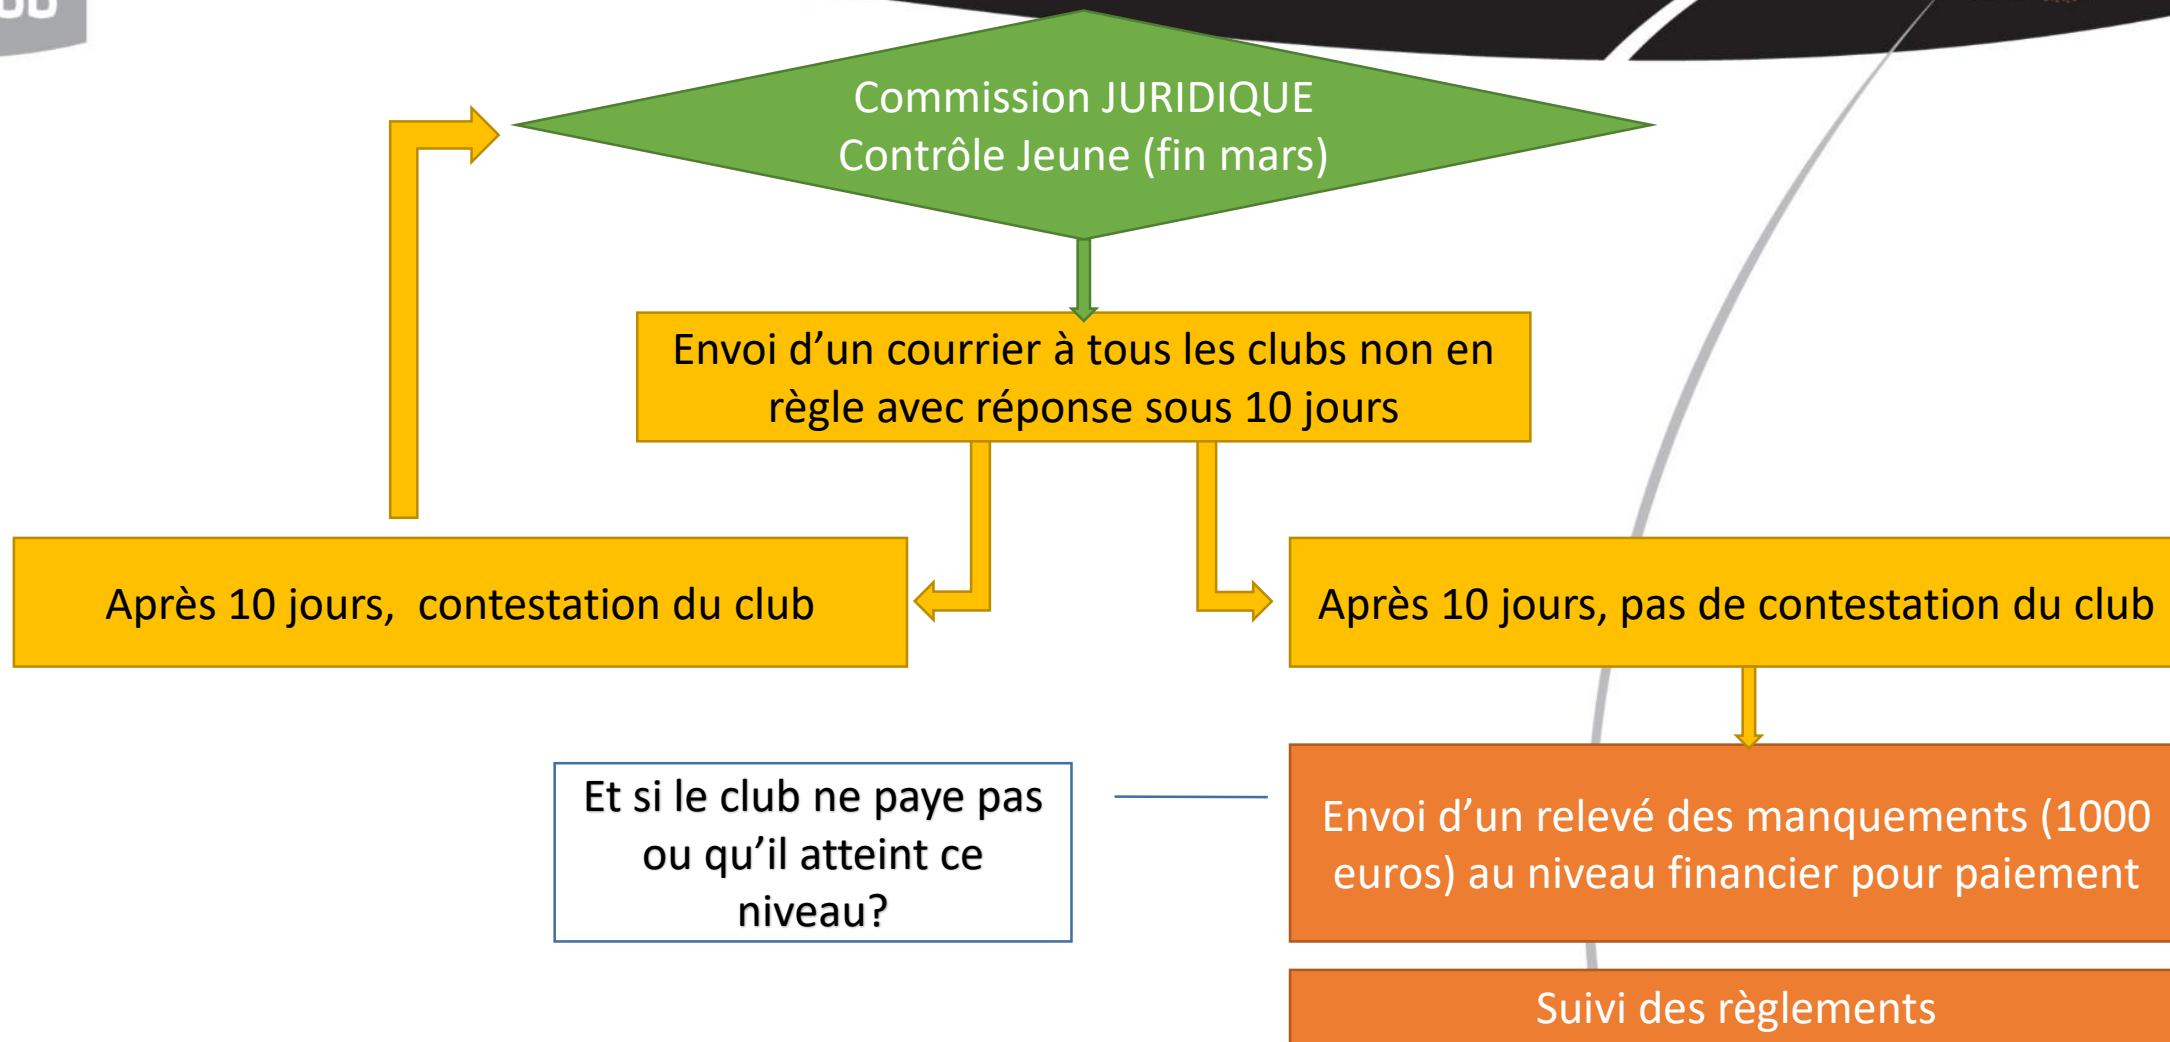 Commission JURIDIQUE
Contrôle Jeune (fin mars)
Envoi d’un courrier à tous les clubs non en
règle avec réponse sous 10 jours
Après 10 jours,  contestation du club
Après 10 jours, pas de contestation du club
Et si le club ne paye pas
ou qu’il atteint ce
niveau?
Envoi d’un relevé des manquements (1000
euros) au niveau financier pour paiement
Suivi des règlements